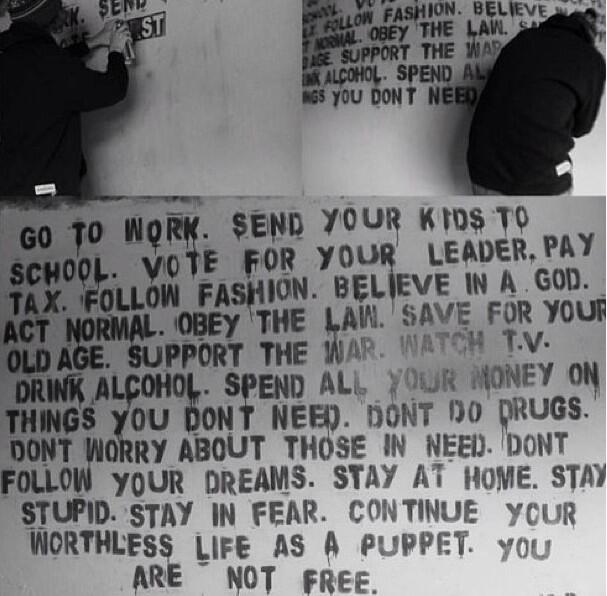 K. SEND
ST
SCHOOL.
FOLLOW FASHION. BELIEVE
NORMAL. OBEY THE LAW. SA
AGE. SUPPORT THE WAR
NK ALCOHOL. SPEND AL
NGS YOU DONT NEED
GO TO WORK. SEND YOUR KIDS TO
SCHOOL. VOTE FOR YOUR LEADER. PAY
TAX. FOLLOW FASHION. BELIEVE IN A GOD.
ACT NORMAL. OBEY THE LAW. SAVE FOR YOUR
OLD AGE. SUPPORT THE WAR. WATCH T.V.
DRINK ALCOHOL. SPEND ALL YOUR MONEY ON
THINGS YOU DONT NEED. DONT DO DRUGS.
DONT WORRY ABOUT THOSE IN NEED. DONT
FOLLOW YOUR DREAMS. STAY AT HOME. STAY
STUPID. STAY IN FEAR. CONTINUE YOUR
WORTHLESS LIFE AS A PUPPET. YOU
ARE NOT FREE.